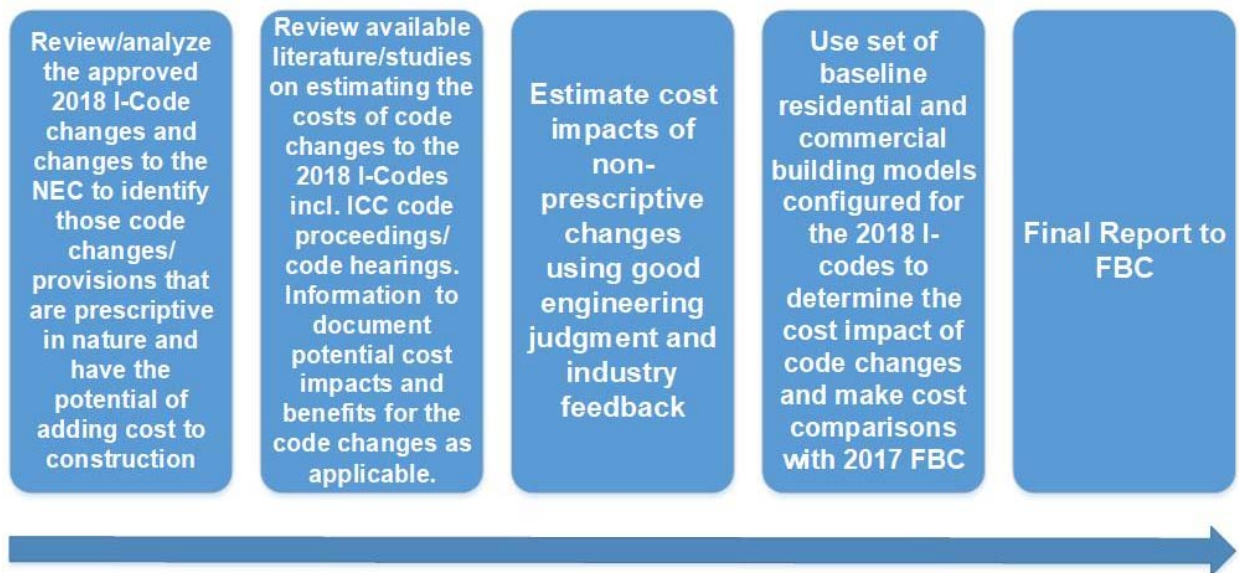 Review/analyze
the approved
2018 I-Code
changes and
changes to the
NEC to identify
those code
changes/
provisions that
are prescriptive
in nature and
have the
potential of
adding cost to
construction
Review available
literature/studies
on estimating the
costs of code
changes to the
2018 I-Codes
incl. ICC code
proceedings/
code hearings.
Information to
document
potential cost
impacts and
benefits for the
code changes as
applicable.
Estimate cost
impacts of
non-
prescriptive
changes
using good
engineering
judgment and
industry
feedback
Use set of
baseline
residential and
commercial
building models
configured for
the 2018 I-
codes to
determine the
cost impact of
code changes
and make cost
comparisons
with 2017 FBC
Final Report to
FBC